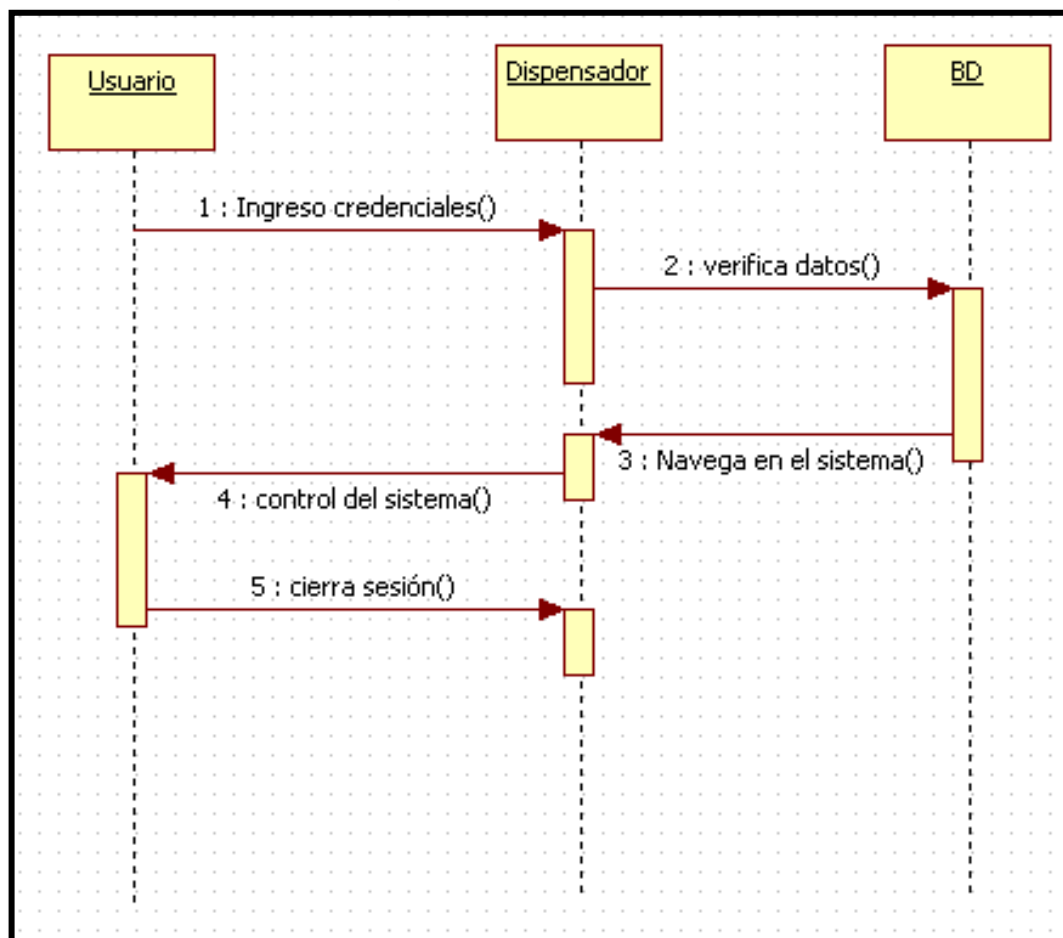 Usuario
Dispensador
BD
1 : Ingreso credenciales()
2 : verifica datos()
3 : Navega en el sistema()
4 : control del sistema()
5 : cierra sesión()